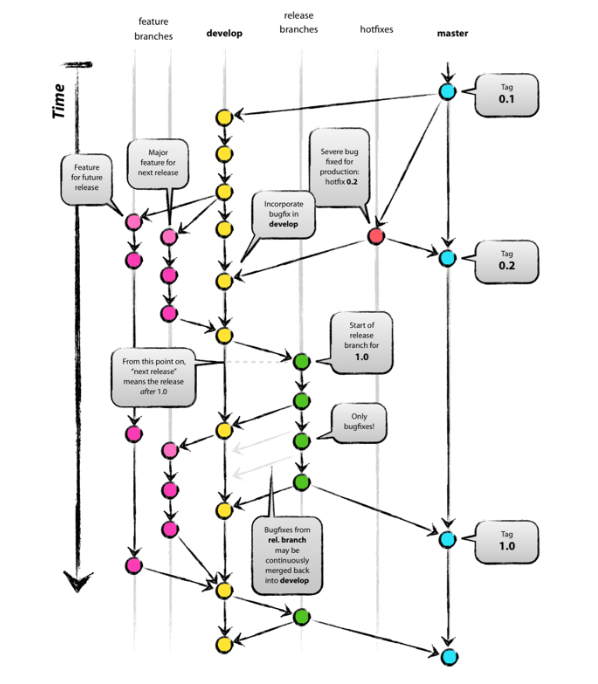 feature
branches
develop
release
branches
hotfixes
master
Time
Tag
0.1
Feature
for future
release
Major
feature for
next release
Severe bug
fixed for
production:
hotfix 0.2
Incorporate
bugfix in
develop
Tag
0.2
Start of
release
branch for
1.0
From this point on,
"next release"
means the release
after 1.0
Only
bugfixes!
Bugfixes from
rel. branch
may be
continuously
merged back
into develop
Tag
1.0